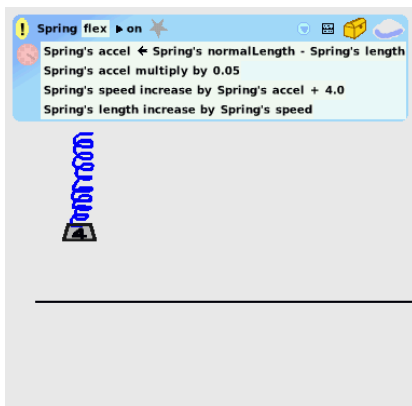 ! Spring flex on
Spring's accel ← Spring's normalLength - Spring's length
Spring's accel multiply by 0.05
Spring's speed increase by Spring's accel + 4.0
Spring's length increase by Spring's speed
4